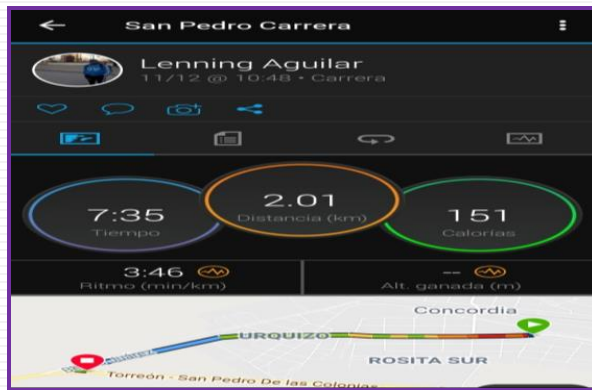 San Pedro Carrera
Lenning Aguilar
11/12 @ 10:48 • Carrera
7:35
Tiempo
2.01
Distancia (km)
151
Calorías
3:46
Ritmo (min/km)
--
Alt. ganada (m)
Concordia
URQUIZO
ROSITA SUR
Torreón - San Pedro De las Colonias